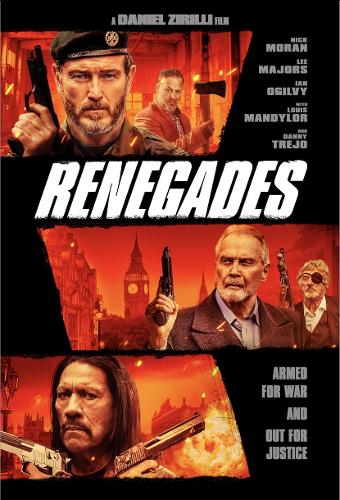 A DANIEL ZIRILLI FILM
NICK
MORAN
LEE
MAJORS
IAN
OGILVY
WITH
LOUIS
MANDYLOR
AND
DANNY
TREJO
RENEGADES
ARMED
FOR WAR
AND
OUT FOR
JUSTICE